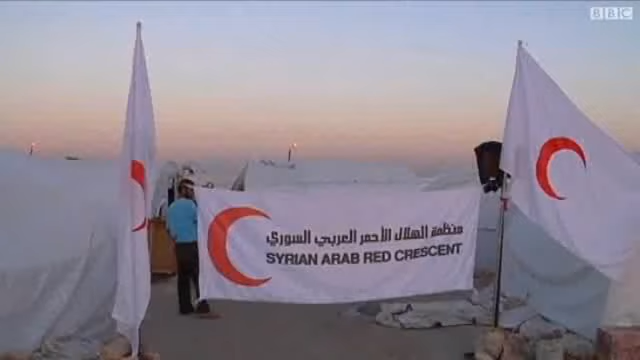 BBC
منظمة الهلال الأحمر العربي السوري
SYRIAN ARAB RED CRESCENT